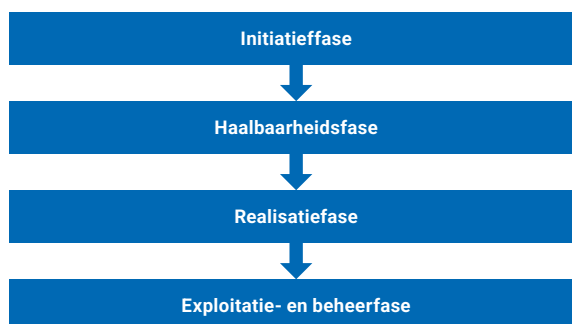 Initiatieffase
Haalbaarheidsfase
Realisatiefase
Exploitatie- en beheerfase